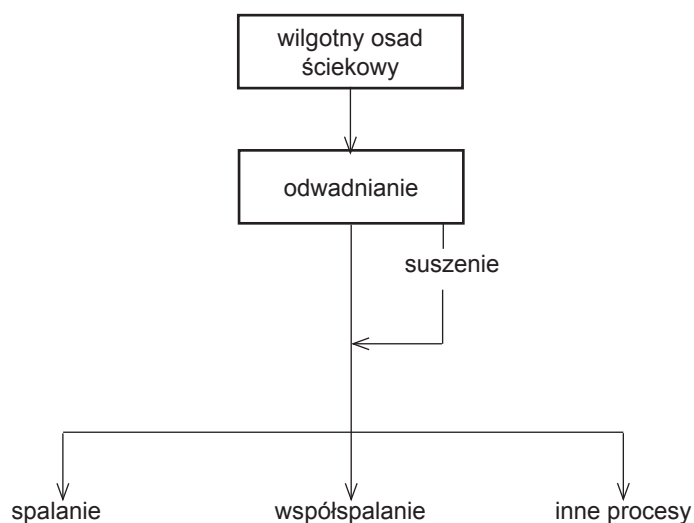 wilgotny osad
ściekowy
odwadnianie
suszenie
spalanie
współspalanie
inne procesy